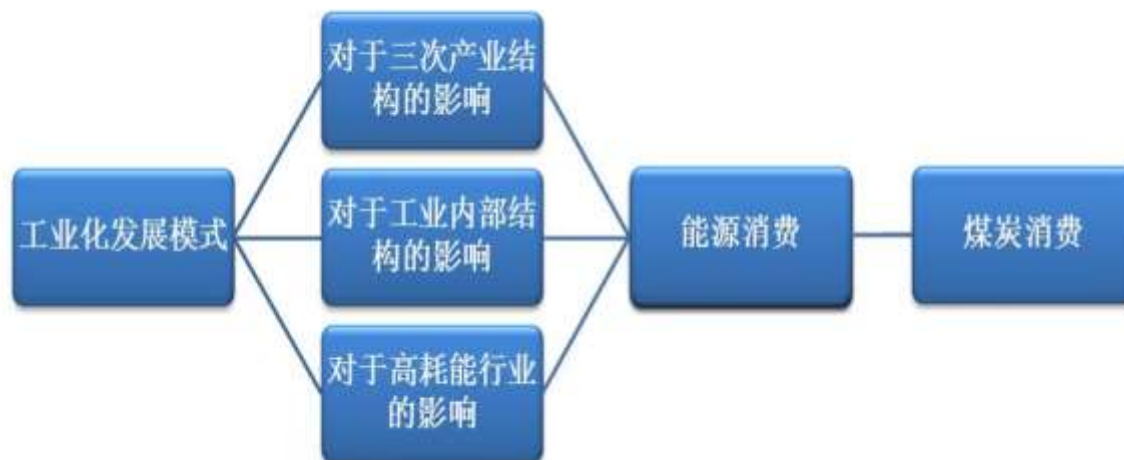 对于三次产业结
构的影响
工业化发展模式
对于工业内部结
构的影响
能源消费
煤炭消费
对于高耗能行业
的影响